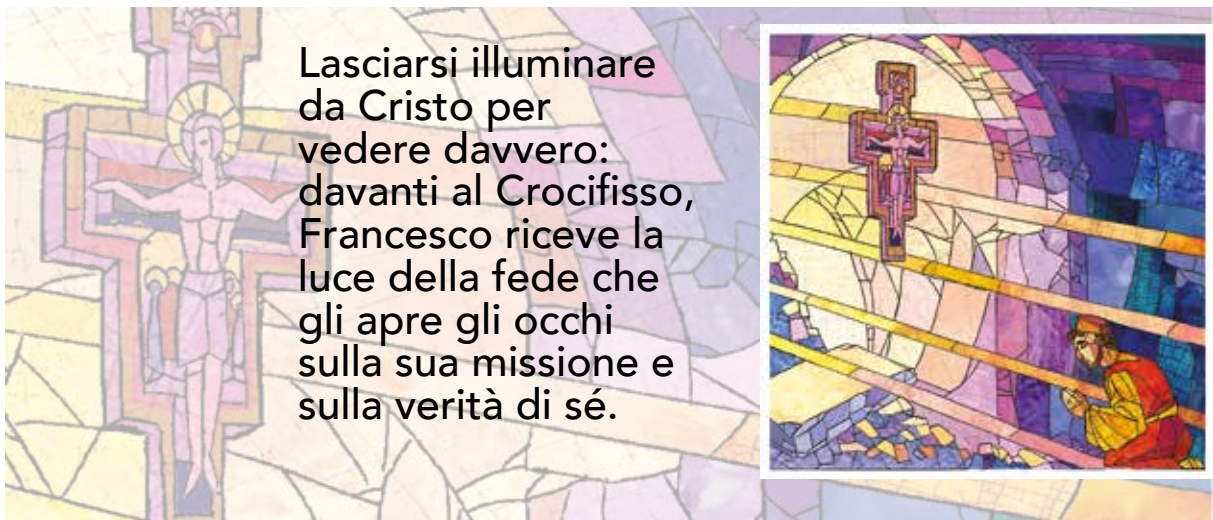 Lasciarsi illuminare
da Cristo per
vedere davvero:
davanti al Crocifisso,
Francesco riceve la
luce della fede che
gli apre gli occhi
sulla sua missione e
sulla verità di sé.